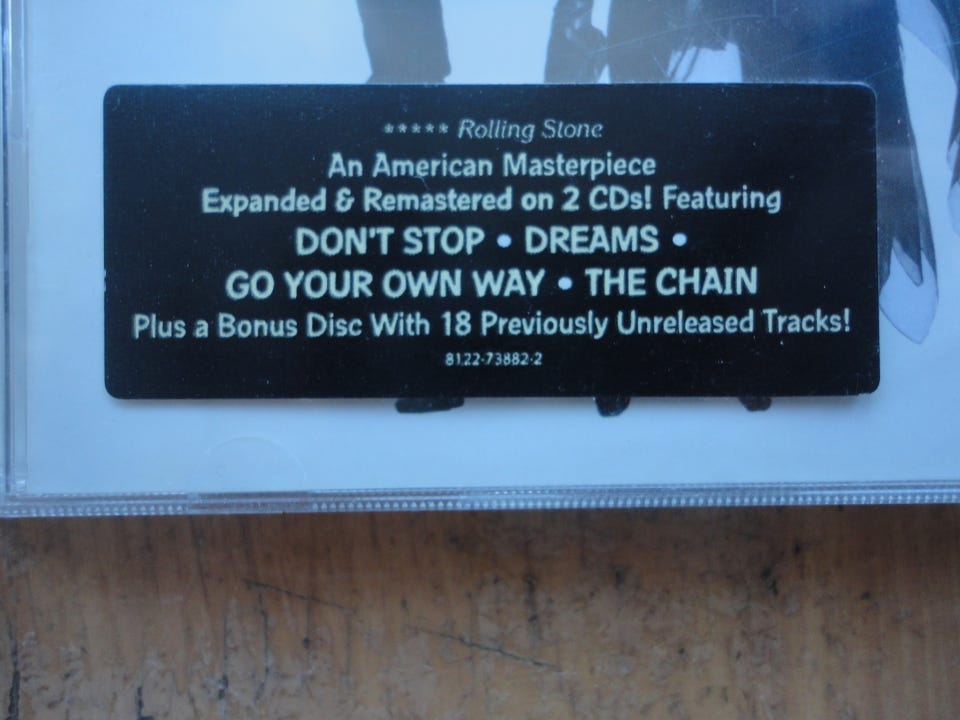 ***** Rolling Stone
An American Masterpiece
Expanded & Remastered on 2 CDs! Featuring
DON'T STOP • DREAMS •
GO YOUR OWN WAY • THE CHAIN
Plus a Bonus Disc With 18 Previously Unreleased Tracks!
8122-73882-2